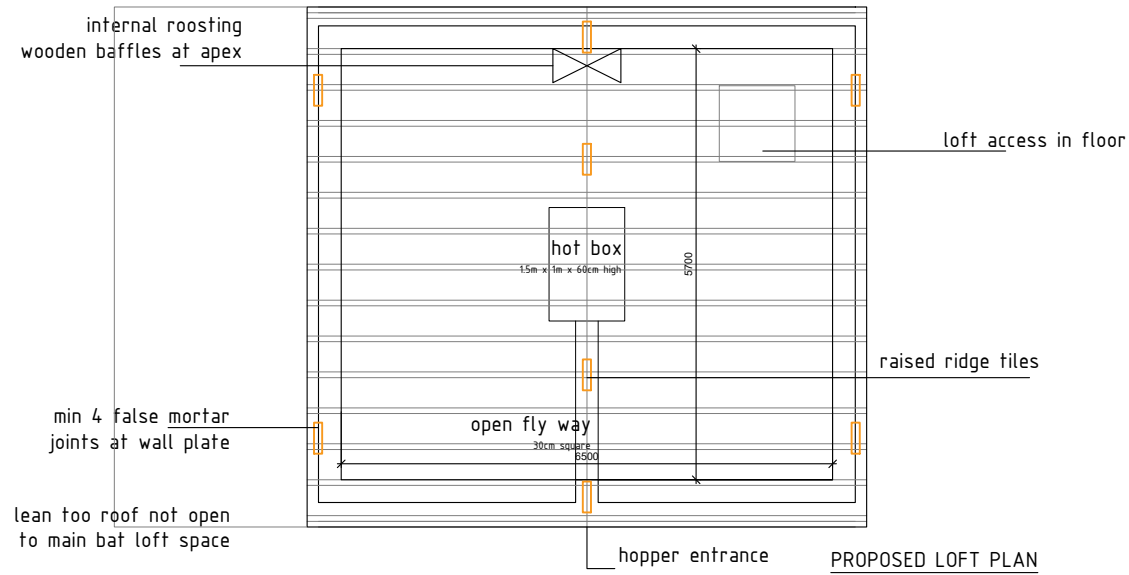 internal roosting
wooden baffles at apex
loft access in floor
hot box
1.5m x 1m x 60cm high
5700
raised ridge tiles
min 4 false mortar
joints at wall plate
open fly way
30cm square
6500
lean too roof not open
to main bat loft space
hopper entrance
PROPOSED LOFT PLAN